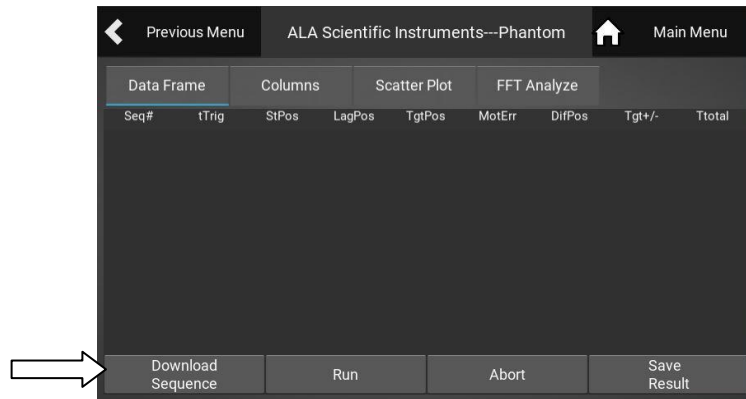 Previous Menu ALA Scientific Instruments---Phantom Main Menu
Data Frame Columns Scatter Plot FFT Analyze
Seq# tTrig StPos LagPos TgtPos MotErr DifPos Tgt+/- Ttotal
Download Sequence Run Abort Save Result